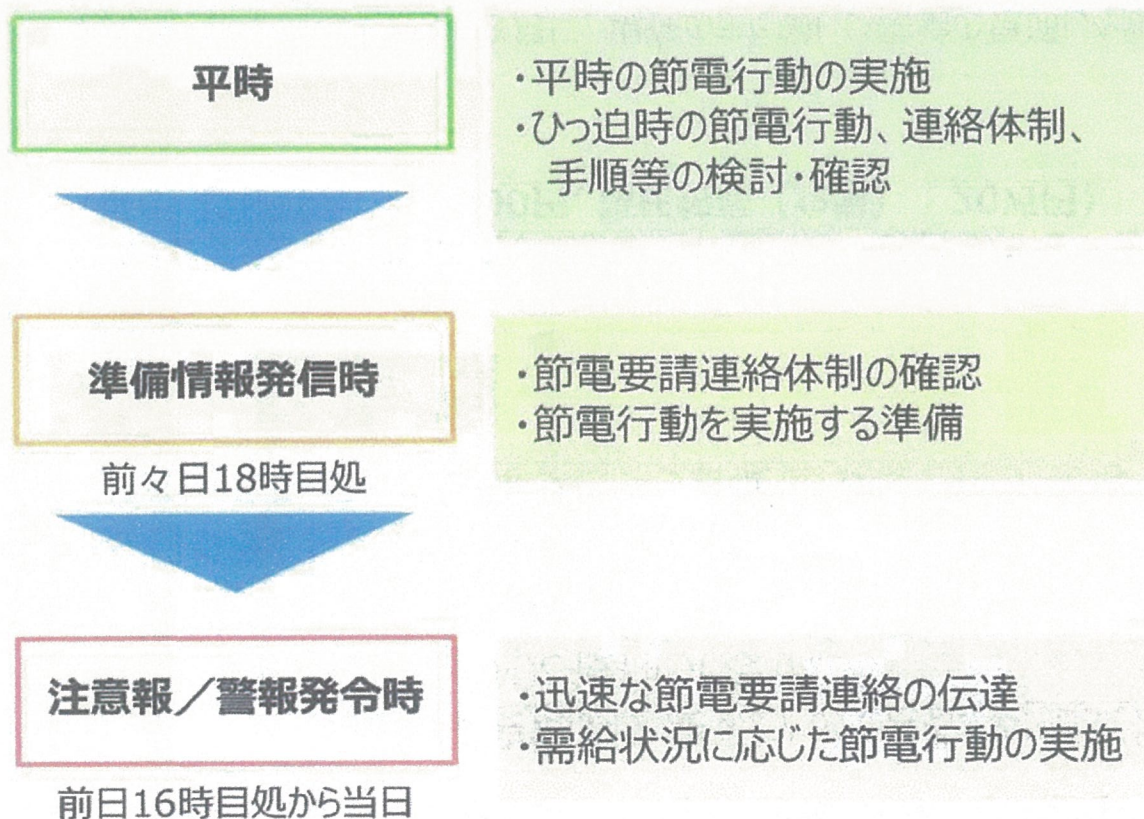 平時
・平時の節電行動の実施
・ひっ迫時の節電行動、連絡体制、
手順等の検討・確認
準備情報発信時
前々日18時目処
・節電要請連絡体制の確認
・節電行動を実施する準備
注意報／警報発令時
前日16時目処から当日
・迅速な節電要請連絡の伝達
・需給状況に応じた節電行動の実施